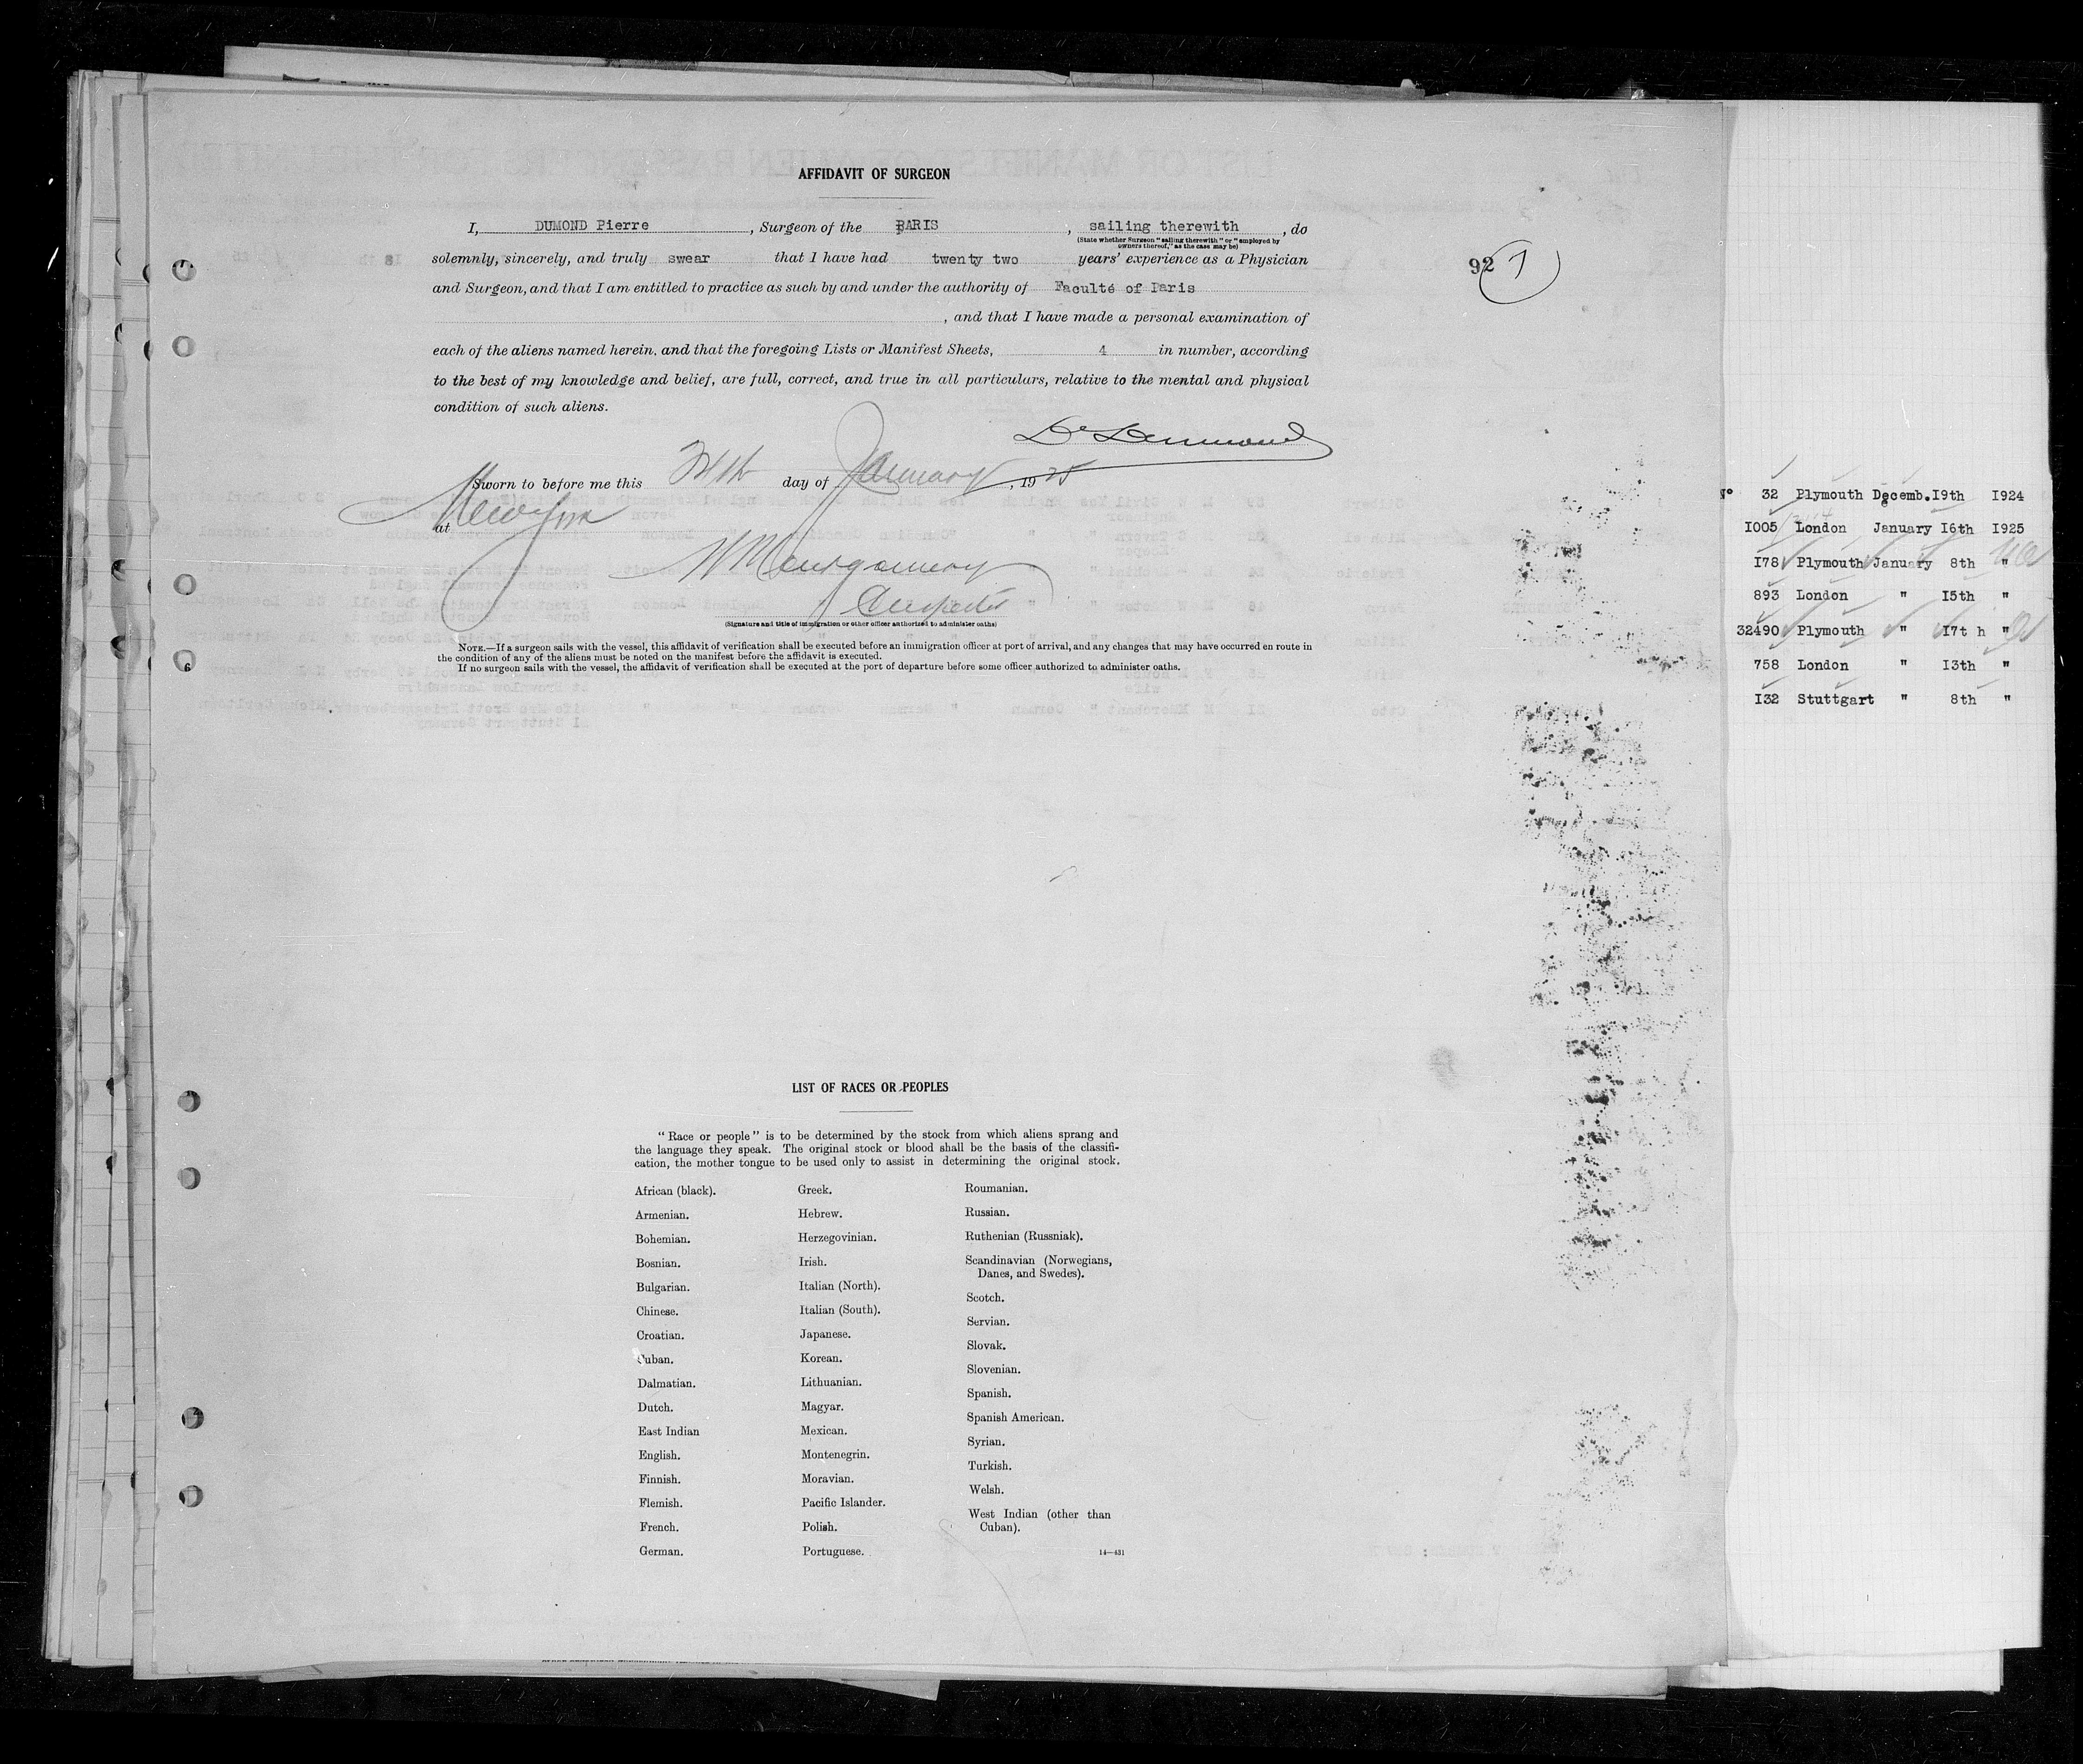 AFFIDAVIT OF SURGEON
I, DUMOND Pierre , Surgeon of the PARIS , sailing therewith , do
(State whether Surgeon "sailing therewith" or "employed by
owners thereof," as the case may be)
solemnly, sincerely, and truly swear that I have had twenty two years' experience as a Physician
92 7
and Surgeon, and that I am entitled to practice as such by and under the authority of Faculté of Paris
, and that I have made a personal examination of
each of the aliens named herein, and that the foregoing Lists or Manifest Sheets, 4 in number, according
to the best of my knowledge and belief, are full, correct, and true in all particulars, relative to the mental and physical
condition of such aliens.
Sworn to before me this day of January, 1925
at
Inspector
(Signature and title of immigration or other officer authorized to administer oaths)
NOTE.—If a surgeon sails with the vessel, this affidavit of verification shall be executed before an immigration officer at port of arrival, and any changes that may have occurred en route in
the condition of any of the aliens must be noted on the manifest before the affidavit is executed.
If no surgeon sails with the vessel, the affidavit of verification shall be executed at the port of departure before some officer authorized to administer oaths.
32 Plymouth Decemb. I9th I924
I005 London January I6th I925
I78 Plymouth January 8th "
893 London " I5th "
32490 Plymouth " I7t h "
758 London " I3th "
I32 Stuttgart " 8th "
LIST OF RACES OR PEOPLES
"Race or people" is to be determined by the stock from which aliens sprang and
the language they speak. The original stock or blood shall be the basis of the classifi-
cation, the mother tongue to be used only to assist in determining the original stock.
African (black).
Armenian.
Bohemian.
Bosnian.
Bulgarian.
Chinese.
Croatian.
Cuban.
Dalmatian.
Dutch.
East Indian
English.
Finnish.
Flemish.
French.
German.
Greek.
Hebrew.
Herzegovinian.
Irish.
Italian (North).
Italian (South).
Japanese.
Korean.
Lithuanian.
Magyar.
Mexican.
Montenegrin.
Moravian.
Pacific Islander.
Polish.
Portuguese.
Roumanian.
Russian.
Ruthenian (Russniak).
Scandinavian (Norwegians,
Danes, and Swedes).
Scotch.
Servian.
Slovak.
Slovenian.
Spanish.
Spanish American.
Syrian.
Turkish.
Welsh.
West Indian (other than
Cuban).
14—431